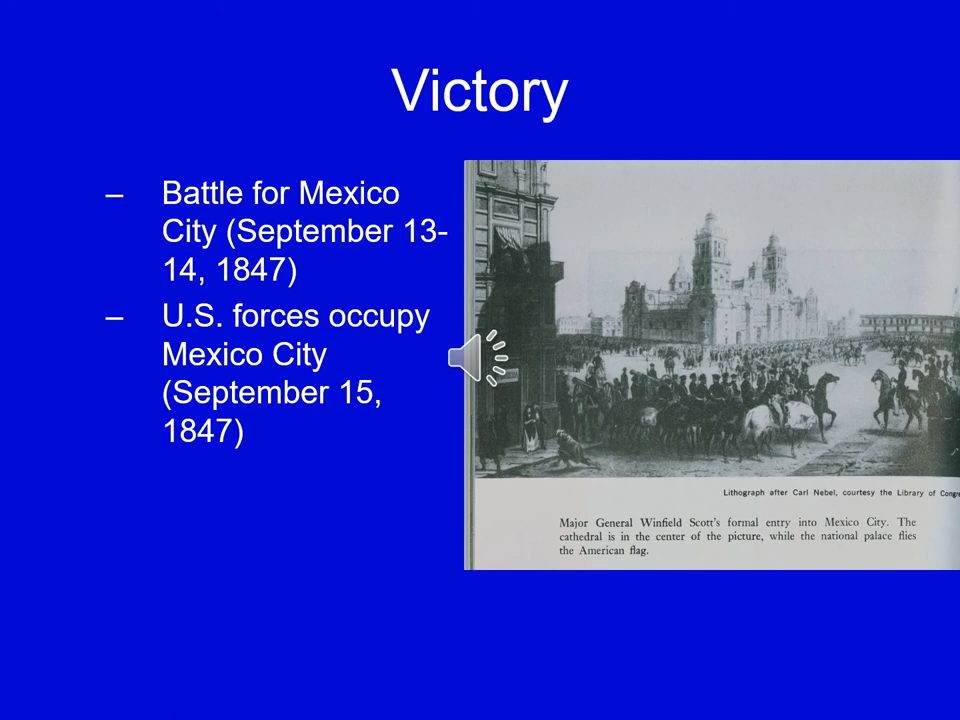 Victory
– Battle for Mexico
City (September 13-
14, 1847)
– U.S. forces occupy
Mexico City
(September 15,
1847)
Lithograph after Carl Nebel, courtesy the Library of Congre
Major General Winfield Scott's formal entry into Mexico City. The
cathedral is in the center of the picture, while the national palace flies
the American flag.